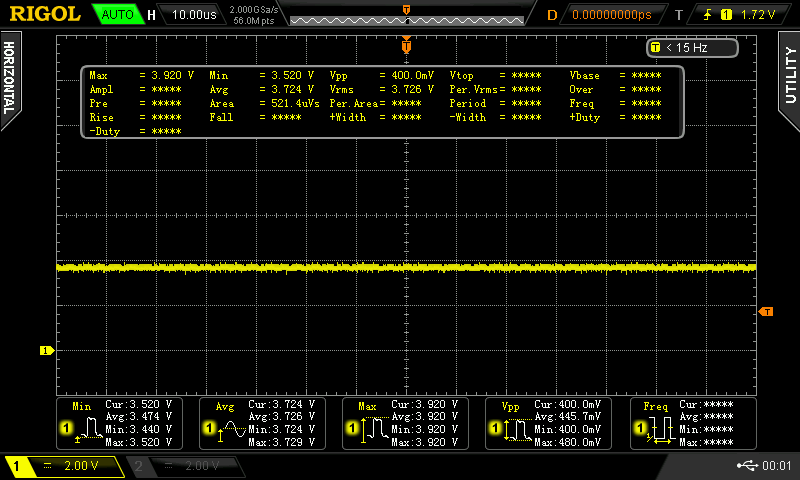 RIGOL AUTO H 10.00us 2.000GSa/s 56.0M pts D 0.00000000ps T 1 1.72 V
T
T < 15 Hz
HORIZONTAL
UTILITY
Max = 3.920 V Min = 3.520 V Vpp = 400.0mV Vtop = ***** Vbase = *****
Ampl = ***** Avg = 3.724 V Vrms = 3.726 V Per.Vrms= ***** Over = *****
Pre = ***** Area = 521.4uVs Per.Area= ***** Period = ***** Freq = *****
Rise = ***** Fall = ***** +Width = ***** -Width = ***** +Duty = *****
-Duty = *****
T
1
Min Cur:3.520 V
1 Avg:3.474 V
Min:3.440 V
Max:3.520 V
Avg Cur:3.724 V
1 Avg:3.726 V
Min:3.724 V
Max:3.729 V
Max Cur:3.920 V
1 Avg:3.920 V
Min:3.920 V
Max:3.920 V
Vpp Cur:400.0mV
1 Avg:445.7mV
Min:400.0mV
Max:480.0mV
Freq Cur:*****
1 Avg:*****
Min:*****
Max:*****
1 2.00 V 2 2.00 V 00:01